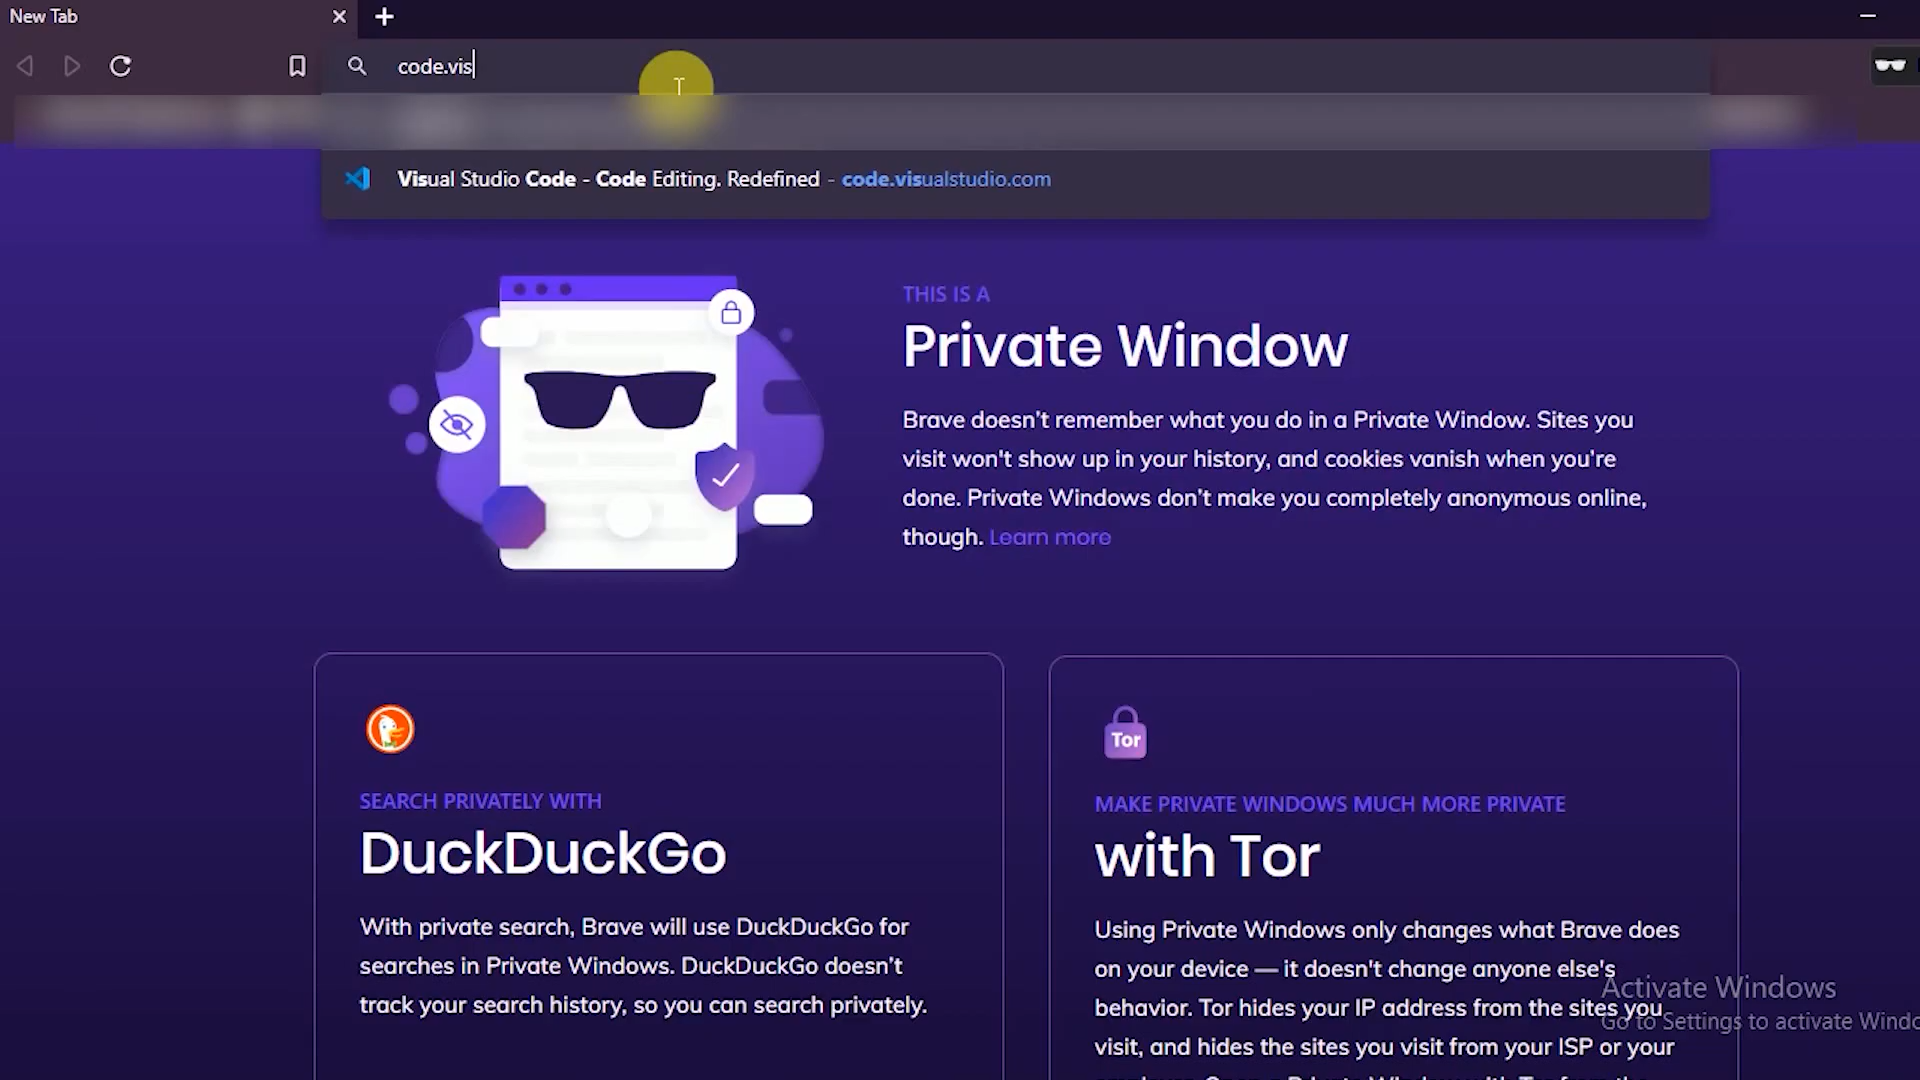 New Tab
code.vis
Visual Studio Code - Code Editing. Redefined - code.visualstudio.com
THIS IS A
Private Window
Brave doesn't remember what you do in a Private Window. Sites you
visit won't show up in your history, and cookies vanish when you're
done. Private Windows don't make you completely anonymous online,
though. Learn more
SEARCH PRIVATELY WITH
DuckDuckGo
With private search, Brave will use DuckDuckGo for
searches in Private Windows. DuckDuckGo doesn't
track your search history, so you can search privately.
Tor
MAKE PRIVATE WINDOWS MUCH MORE PRIVATE
with Tor
Using Private Windows only changes what Brave does
on your device — it doesn't change anyone else's
behavior. Tor hides your IP address from the sites you
visit, and hides the sites you visit from your ISP or your
Activate Windows
Go to Settings to activate Windo